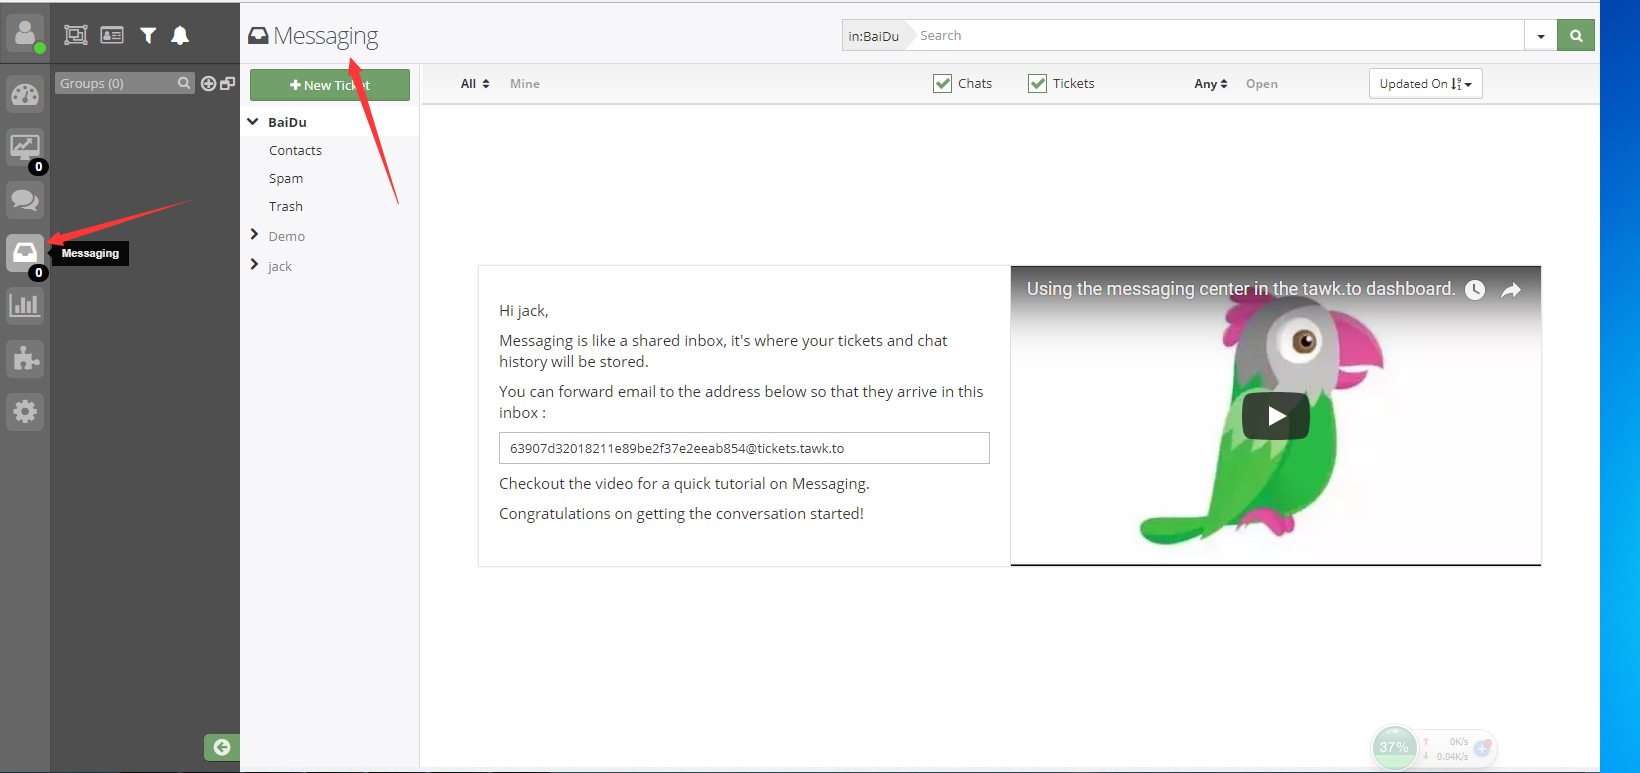 Messaging
in:BaiDu
Search
Groups (0)
New Ticket
All
Mine
Chats
Tickets
Any
Open
Updated On
BaiDu
Contacts
Spam
Trash
Demo
jack
0
Messaging
0
Hi jack,
Messaging is like a shared inbox, it's where your tickets and chat
history will be stored.
You can forward email to the address below so that they arrive in this
inbox :
63907d32018211e89be2f37e2eeab854@tickets.tawk.to
Checkout the video for a quick tutorial on Messaging.
Congratulations on getting the conversation started!
Using the messaging center in the tawk.to dashboard.
37%
0K/s
0.04K/s